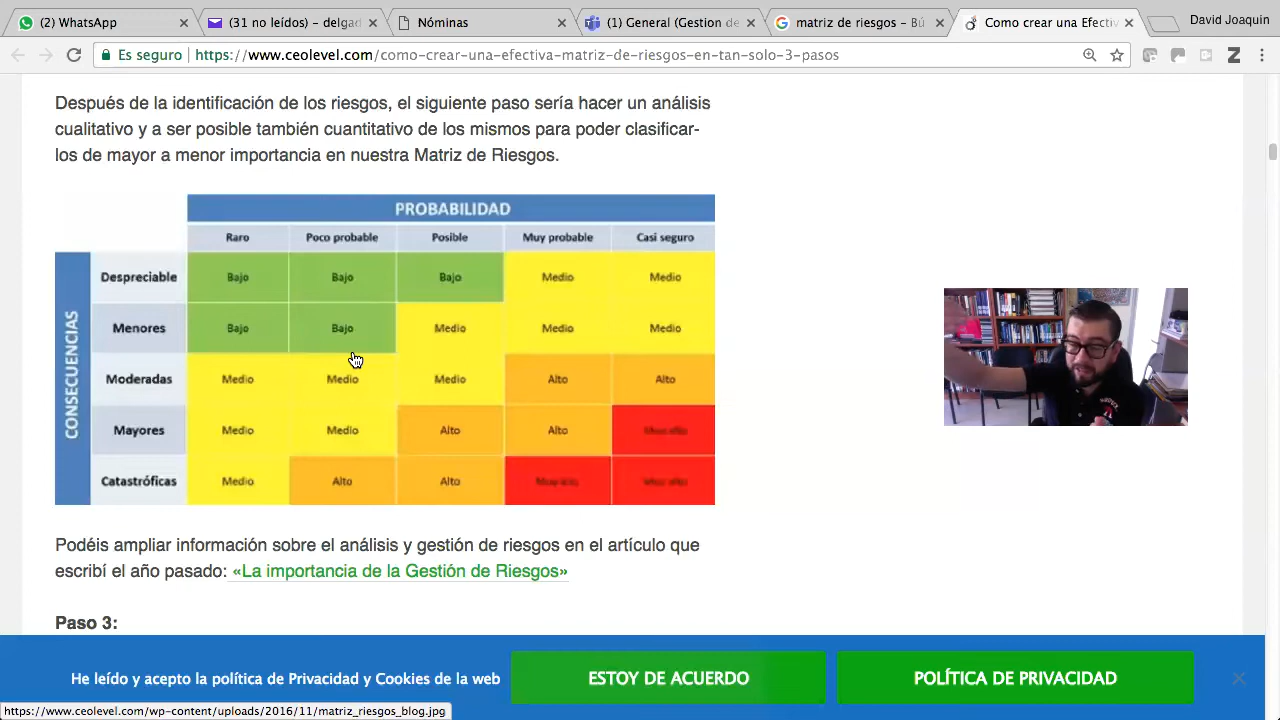 (2) WhatsApp
(31 no leídos) – delgad
Nóminas
(1) General (Gestion de
matriz de riesgos – Bú
Como crear una Efectiv
David Joaquin
Es seguro
https://www.ceolevel.com/como-crear-una-efectiva-matriz-de-riesgos-en-tan-solo-3-pasos
Después de la identificación de los riesgos, el siguiente paso sería hacer un análisis
cualitativo y a ser posible también cuantitativo de los mismos para poder clasificar-
los de mayor a menor importancia en nuestra Matriz de Riesgos.
PROBABILIDAD
Raro Poco probable Posible Muy probable Casi seguro
CONSECUENCIAS
Despreciable Bajo Bajo Bajo Medio Medio
Menores Bajo Bajo Medio Medio Medio
Moderadas Medio Medio Medio Alto Alto
Mayores Medio Medio Alto Alto
Catastróficas Medio Alto Alto
Podéis ampliar información sobre el análisis y gestión de riesgos en el artículo que
escribí el año pasado: «La importancia de la Gestión de Riesgos»
Paso 3:
He leído y acepto la política de Privacidad y Cookies de la web
ESTOY DE ACUERDO
POLÍTICA DE PRIVACIDAD
https://www.ceolevel.com/wp-content/uploads/2016/11/matriz_riesgos_blog.jpg